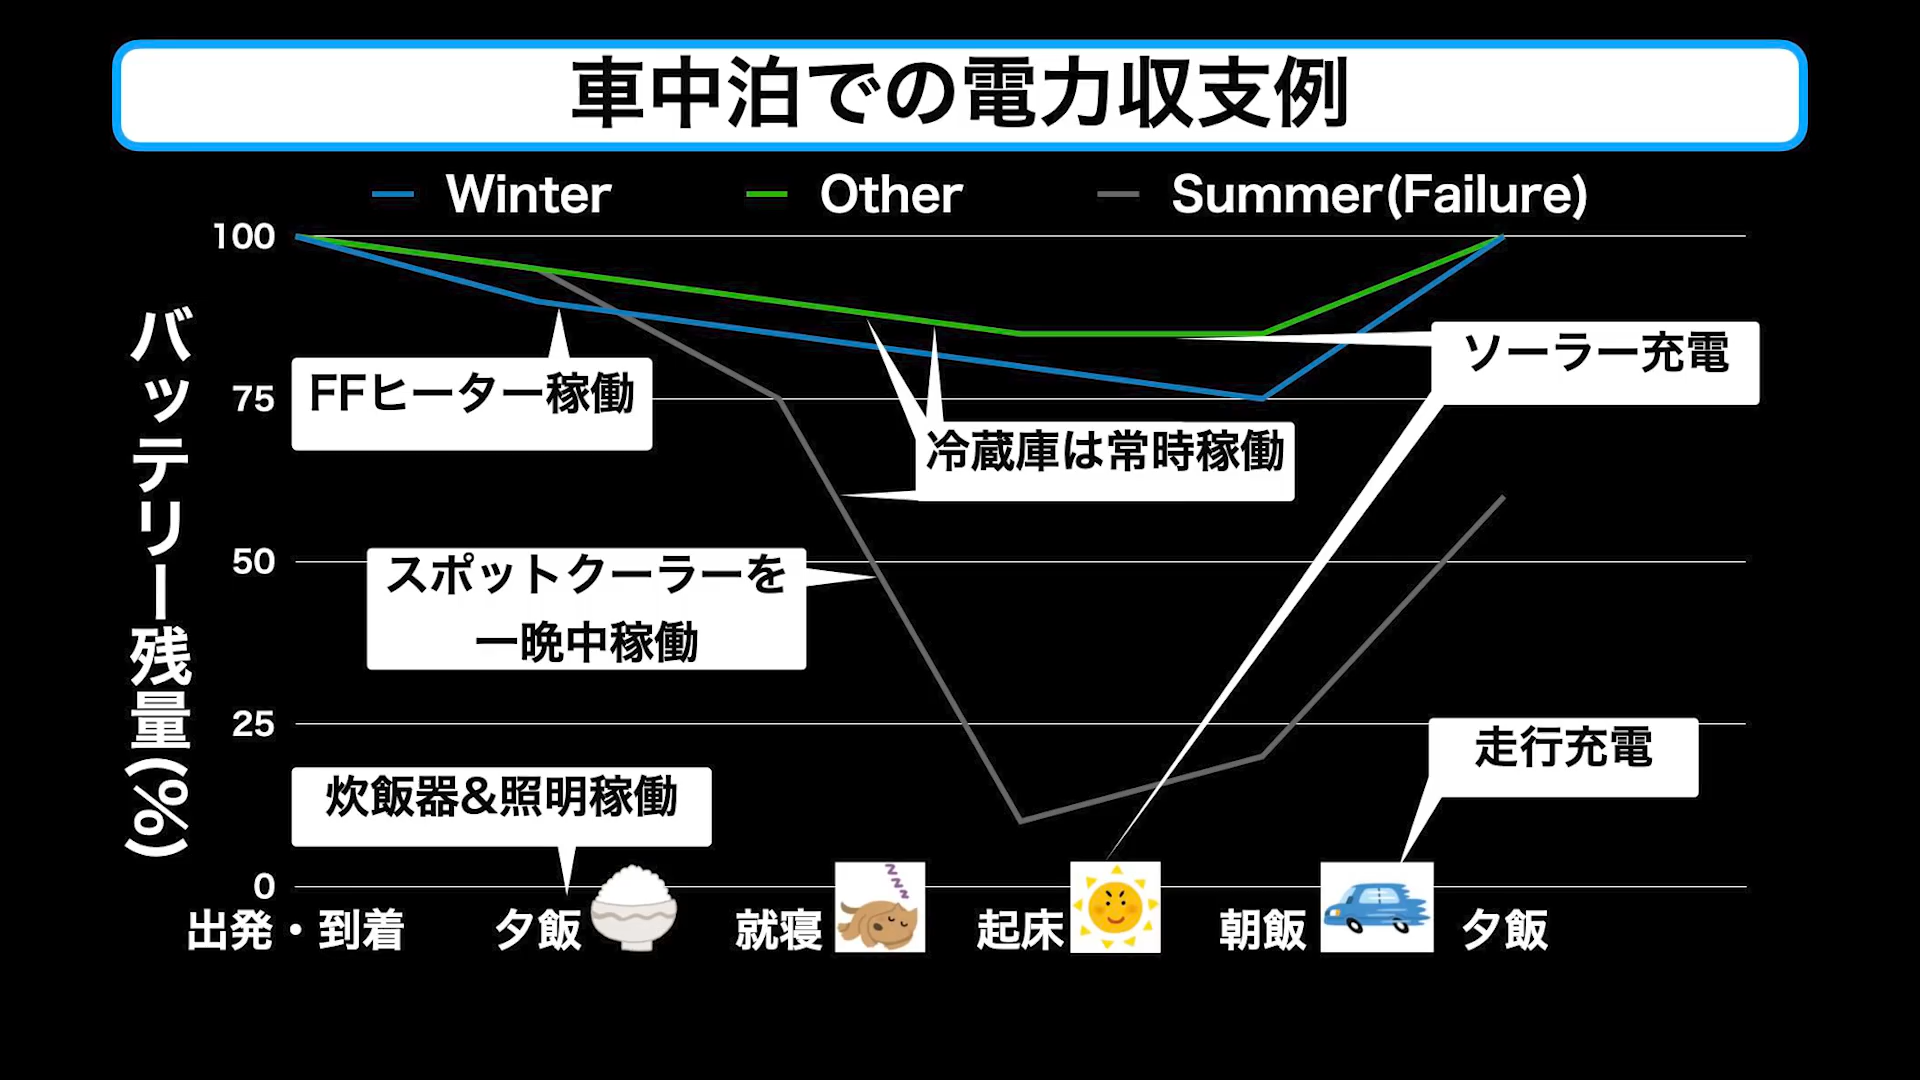 車中泊での電力収支例
Winter
Other
Summer(Failure)
バッテリー残量(%)
100
75
50
25
0
FFヒーター稼働
ソーラー充電
冷蔵庫は常時稼働
スポットクーラーを
一晩中稼働
走行充電
炊飯器&照明稼働
z
z
z
z
出発・到着
夕飯
就寝
起床
朝飯
夕飯